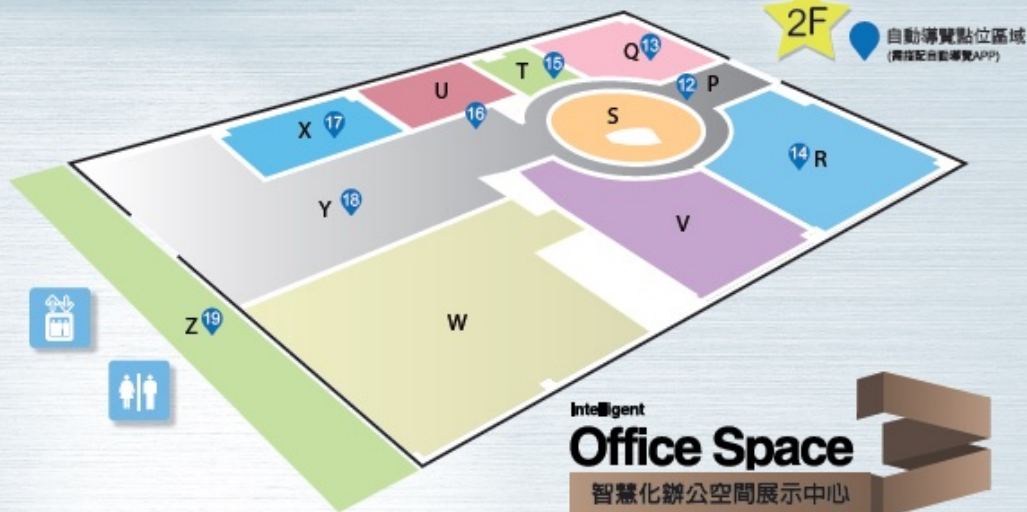 2F
自動導覽點位區域
(需搭配自動導覽APP)
Q 13
T 15
12 P
U
S
16
X 17
14 R
Y 18
V
Z 19
W
Intelligent
Office Space
智慧化辦公空間展示中心